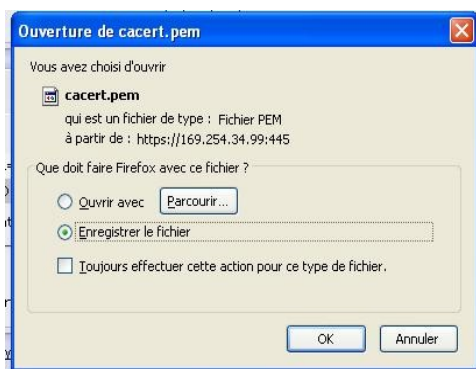 Ouverture de cacert.pem
Vous avez choisi d'ouvrir
cacert.pem
qui est un fichier de type : Fichier PEM
à partir de : https://169.254.34.99:445
Que doit faire Firefox avec ce fichier ?
Ouvrir avec Parcourir...
Enregistrer le fichier
Toujours effectuer cette action pour ce type de fichier.
OK Annuler